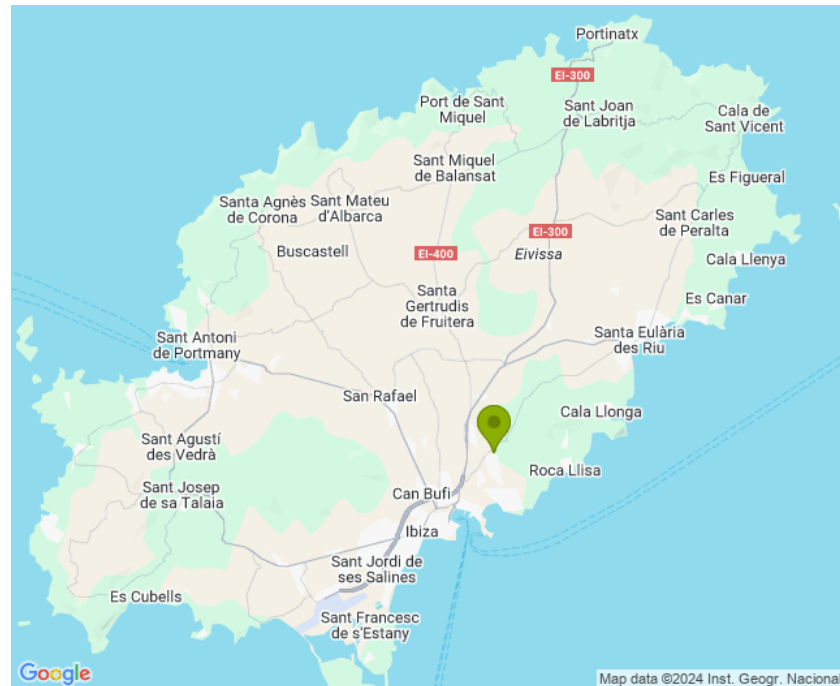 Portinatx
EI-300
Port de Sant
Miquel
Sant Joan
de Labritja
Cala de
Sant Vicent
Sant Miquel
de Balansat
Es Figueral
Santa Agnès
de Corona
Sant Mateu
d'Albarca
Sant Carles
de Peralta
EI-300
Buscastell
EI-400
Eivissa
Cala Llenya
Santa
Gertrudis
de Fruitera
Es Canar
Sant Antoni
de Portmany
Santa Eulària
des Riu
San Rafael
Cala Llonga
Sant Agustí
des Vedrà
Roca Llisa
Sant Josep
de sa Talaia
Can Bufi
Ibiza
Sant Jordi de
ses Salines
Es Cubells
Sant Francesc
de s'Estany
Google
Map data ©2024 Inst. Geogr. Nacional